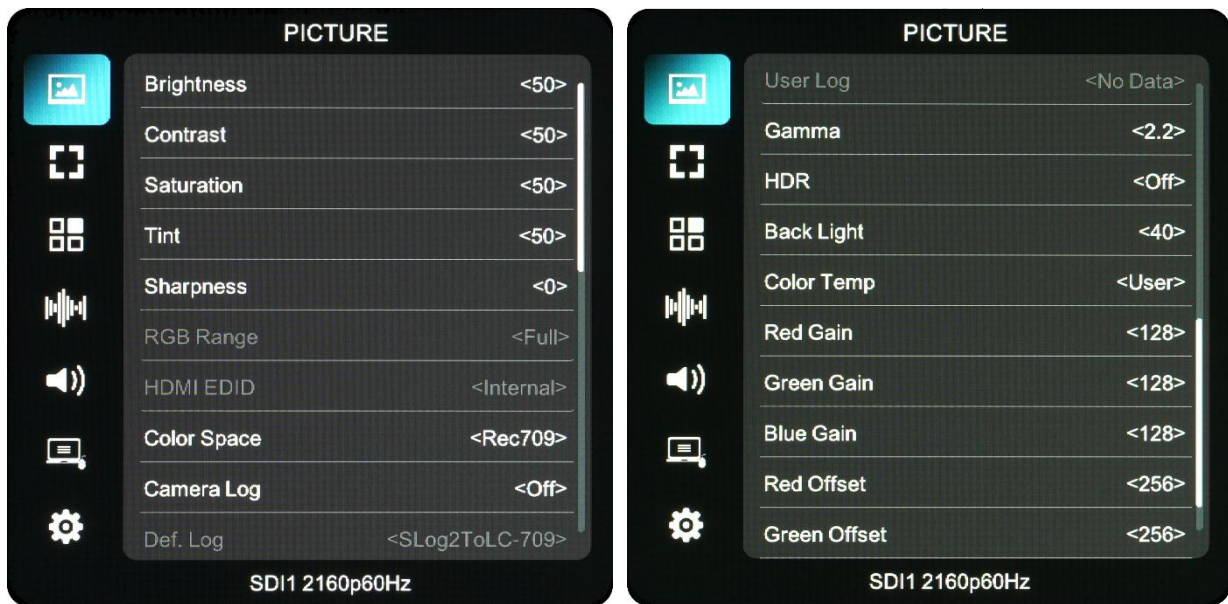 PICTURE
Brightness <50>
Contrast <50>
Saturation <50>
Tint <50>
Sharpness <0>
RGB Range <Full>
HDMI EDID <Internal>
Color Space <Rec709>
Camera Log <Off>
Def. Log <SLog2ToLC-709>
SDI1 2160p60Hz
PICTURE
User Log <No Data>
Gamma <2.2>
HDR <Off>
Back Light <40>
Color Temp <User>
Red Gain <128>
Green Gain <128>
Blue Gain <128>
Red Offset <256>
Green Offset <256>
SDI1 2160p60Hz